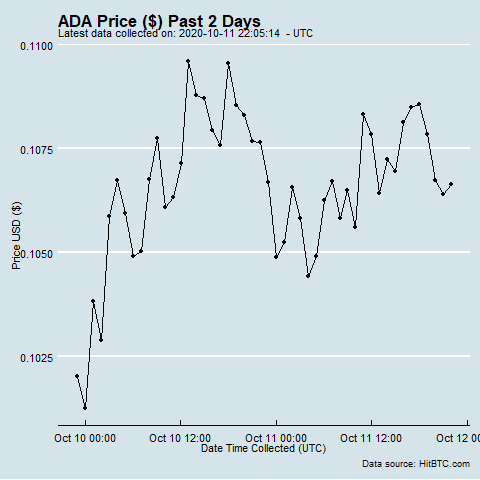 ADA Price ($) Past 2 Days
Latest data collected on: 2020-10-11 22:05:14 - UTC
0.1100
0.1075
0.1050
0.1025
Price USD ($)
Oct 10 00:00 Oct 10 12:00 Oct 11 00:00 Oct 11 12:00 Oct 12 00
Date Time Collected (UTC)
Data source: HitBTC.com